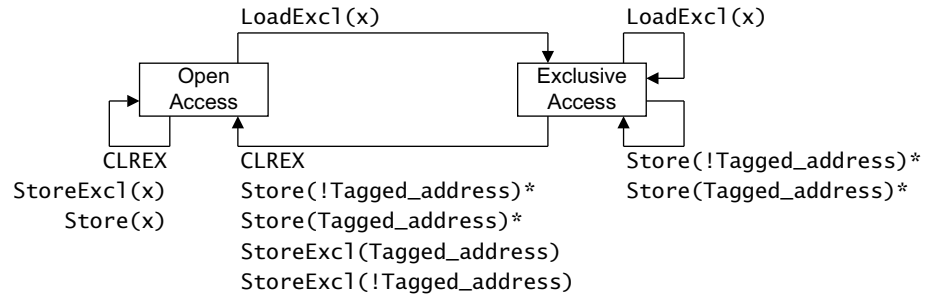 LoadExcl(x)
LoadExcl(x)
Open
Access
Exclusive
Access
CLREX
StoreExcl(x)
Store(x)
CLREX
Store(!Tagged_address)*
Store(Tagged_address)*
StoreExcl(Tagged_address)
StoreExcl(!Tagged_address)
Store(!Tagged_address)*
Store(Tagged_address)*